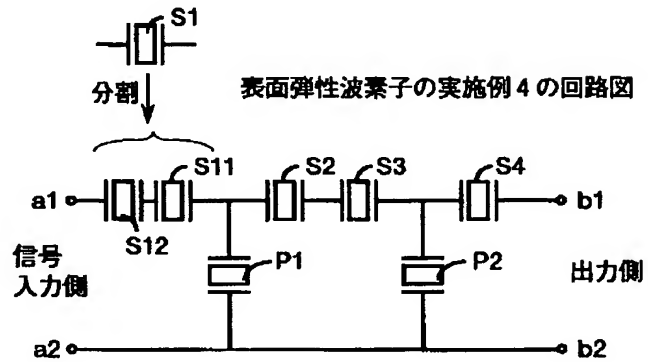 S1
分割
表面弾性波素子の実施例4の回路図
S11
S2
S3
S4
a1
b1
S12
信号
入力側
P1
P2
出力側
a2
b2